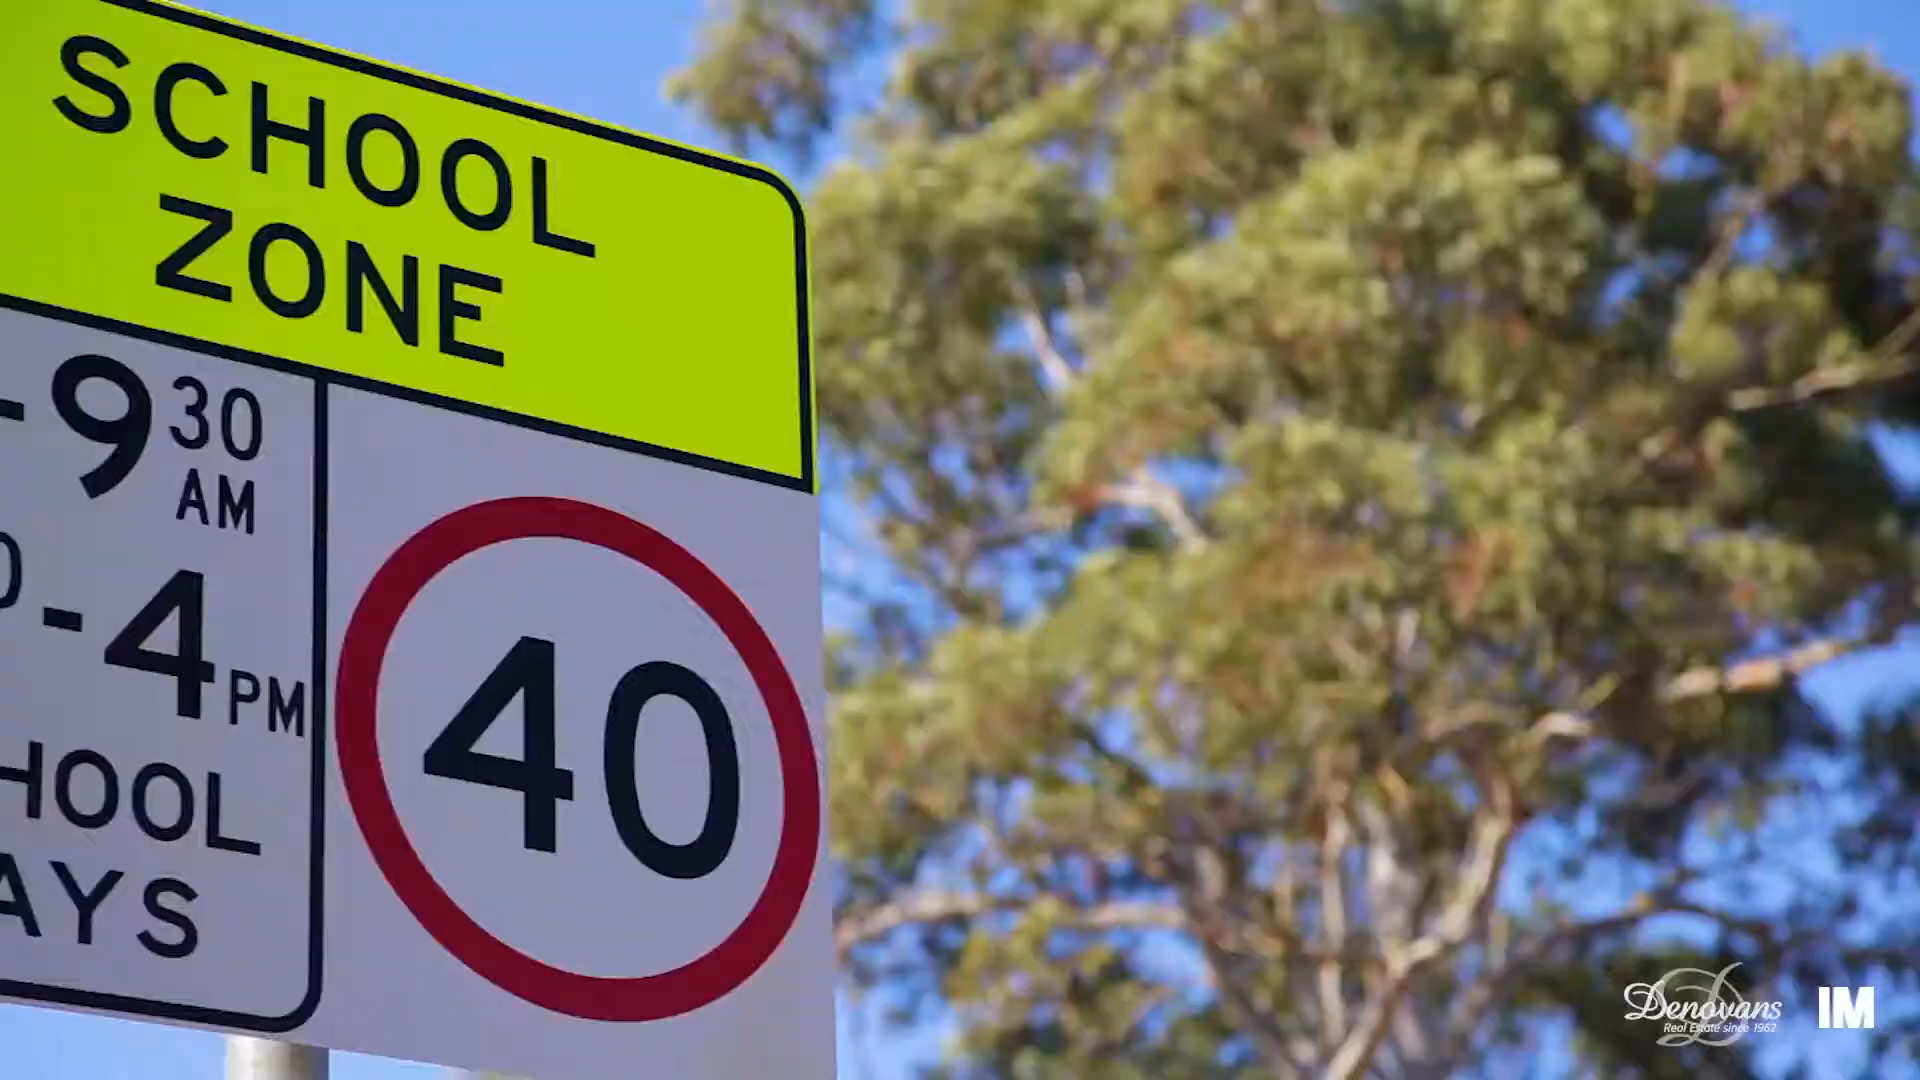 SCHOOL
ZONE
-9 30
AM
-4 PM
HOOL
AYS
40
Denovans
Real Estate since 1962
IM